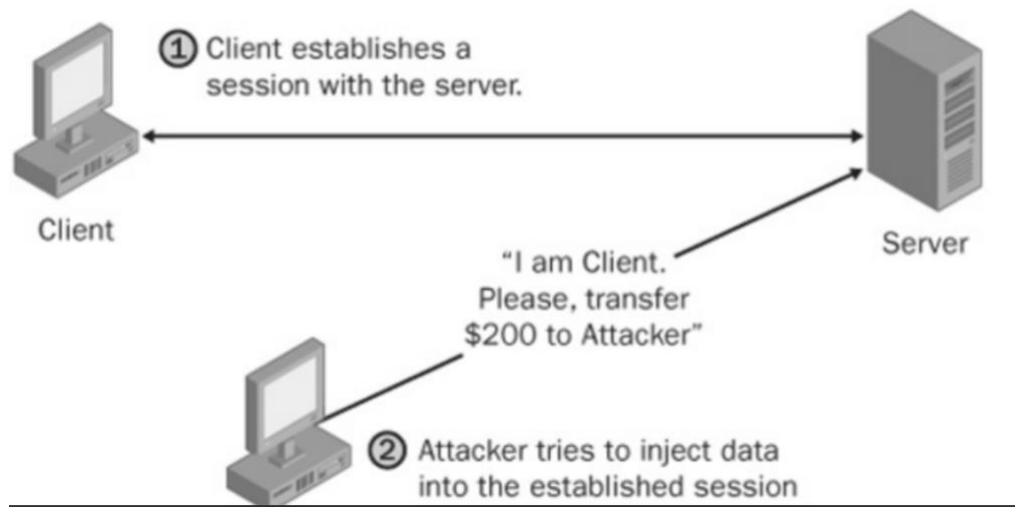 ① Client establishes a
session with the server.
Client
Server
“I am Client.
Please, transfer
$200 to Attacker”
② Attacker tries to inject data
into the established session